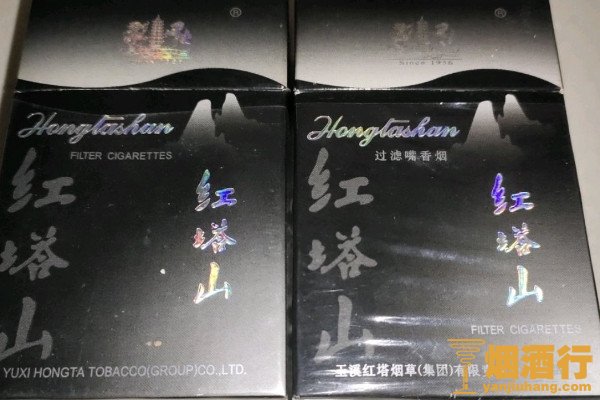 ®
Hongtashan
FILTER CIGARETTES
红塔山
红塔山
YUXI HONGTA TOBACCO(GROUP)CO.,LTD.
®
Since 1956
Hongtashan
过滤嘴香烟
红塔山
红塔山
FILTER CIGARETTES
玉溪红塔烟草(集团)有限
烟酒行
yanjiuhang.com